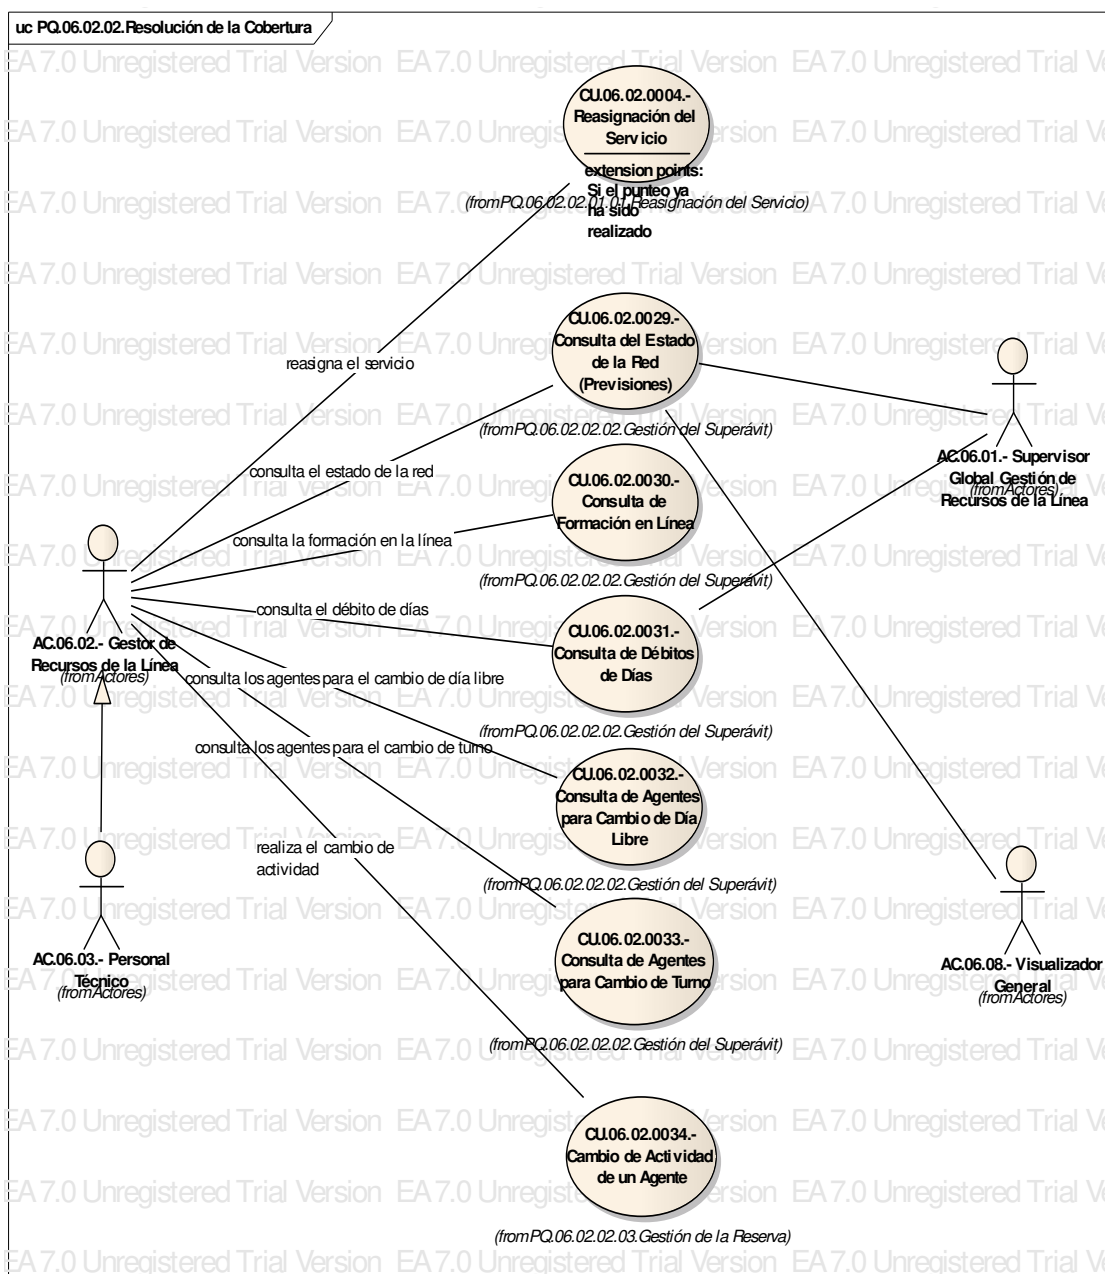 uc PQ.06.02.02.Resolución de la Cobertura
EA 7.0 Unregistered Trial Version EA 7.0 Unregistered Trial Version EA 7.0 Unregistered Trial
CU.06.02.0004.-
Reasignación del
Servicio
extension points:
Si el punteo ya
ha sido
realizado
(from PQ.06.02.02.01.01.Reasignación del Servicio)
reasigna el servicio
CU.06.02.0029.-
Consulta del Estado
de la Red
(Previsiones)
(from PQ.06.02.02.02.Gestión del Superávit)
consulta el estado de la red
AC.06.01.- Supervisor
Global Gestión de
Recursos de la Línea
(from Actores)
CU.06.02.0030.-
Consulta de
Formación en Línea
(from PQ.06.02.02.02.Gestión del Superávit)
consulta la formación en la línea
consulta el débito de días
CU.06.02.0031.-
Consulta de Débitos
de Días
(from PQ.06.02.02.02.Gestión del Superávit)
AC.06.02.- Gestor de
Recursos de la Línea
(from Actores)
consulta los agentes para el cambio de día libre
consulta los agentes para el cambio de turno
CU.06.02.0032.-
Consulta de Agentes
para Cambio de Día
Libre
(from PQ.06.02.02.02.Gestión del Superávit)
realiza el cambio de
actividad
AC.06.03.- Personal
Técnico
(from Actores)
CU.06.02.0033.-
Consulta de Agentes
para Cambio de Turno
(from PQ.06.02.02.02.Gestión del Superávit)
AC.06.08.- Visualizador
General
(from Actores)
CU.06.02.0034.-
Cambio de Actividad
de un Agente
(from PQ.06.02.02.03.Gestión de la Reserva)